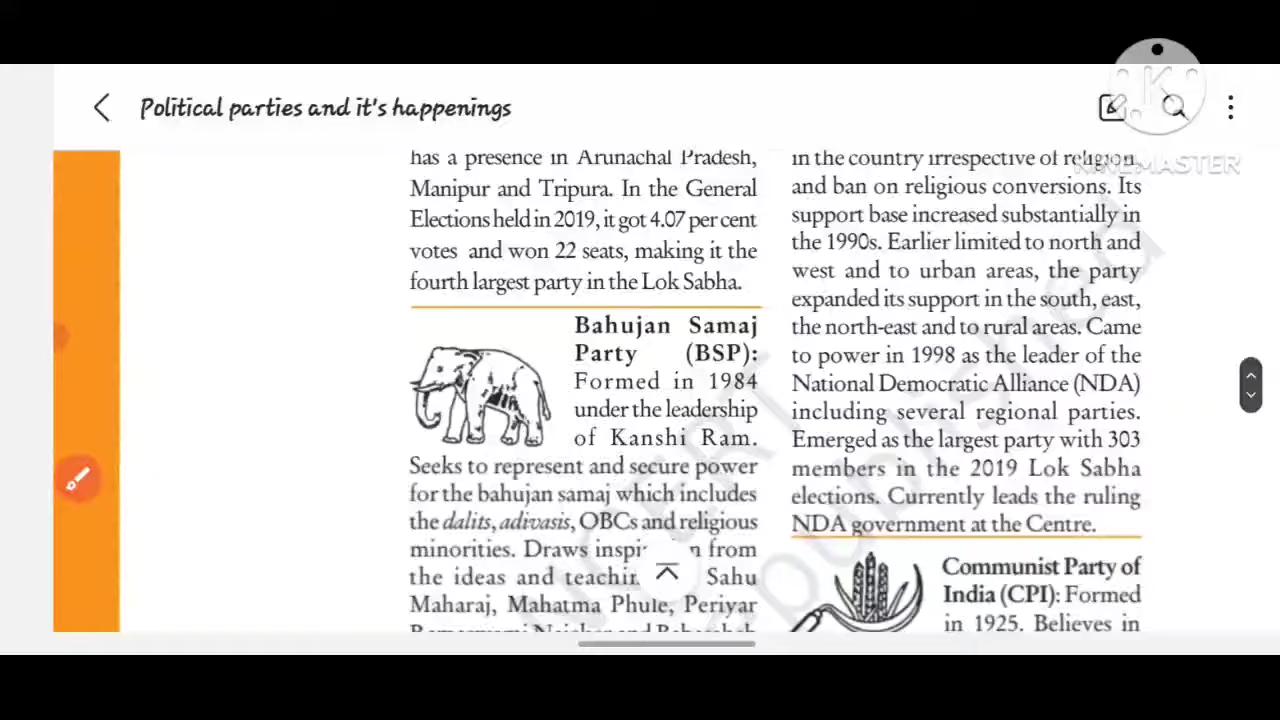 Political parties and it's happenings
KINEMASTER
has a presence in Arunachal Pradesh,
Manipur and Tripura. In the General
Elections held in 2019, it got 4.07 per cent
votes and won 22 seats, making it the
fourth largest party in the Lok Sabha.
Bahujan Samaj
Party (BSP):
Formed in 1984
under the leadership
of Kanshi Ram.
Seeks to represent and secure power
for the bahujan samaj which includes
the dalits, adivasis, OBCs and religious
minorities. Draws from
the ideas and Sahu
Maharaj, Mahatma Phule, Periyar
in the country irrespective of religion,
and ban on religious conversions. Its
support base increased substantially in
the 1990s. Earlier limited to north and
west and to urban areas, the party
expanded its support in the south, east,
the north-east and to rural areas. Came
to power in 1998 as the leader of the
National Democratic Alliance (NDA)
including several regional parties.
Emerged as the largest party with 303
members in the 2019 Lok Sabha
elections. Currently leads the ruling
NDA government at the Centre.
Communist Party of
India (CPI): Formed
in 1925. Believes in